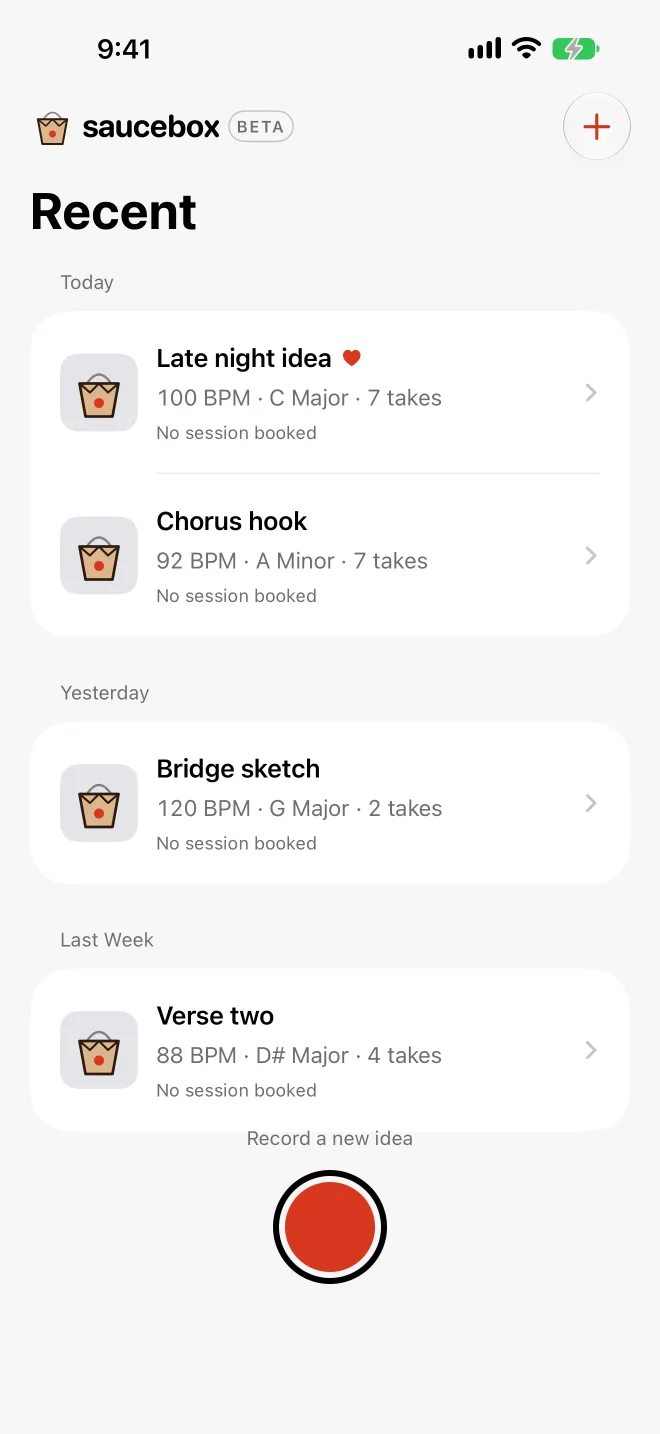 9:41
saucebox BETA
Recent
Today
Late night idea
100 BPM · C Major · 7 takes
No session booked
Chorus hook
92 BPM · A Minor · 7 takes
No session booked
Yesterday
Bridge sketch
120 BPM · G Major · 2 takes
No session booked
Last Week
Verse two
88 BPM · D# Major · 4 takes
No session booked
Record a new idea